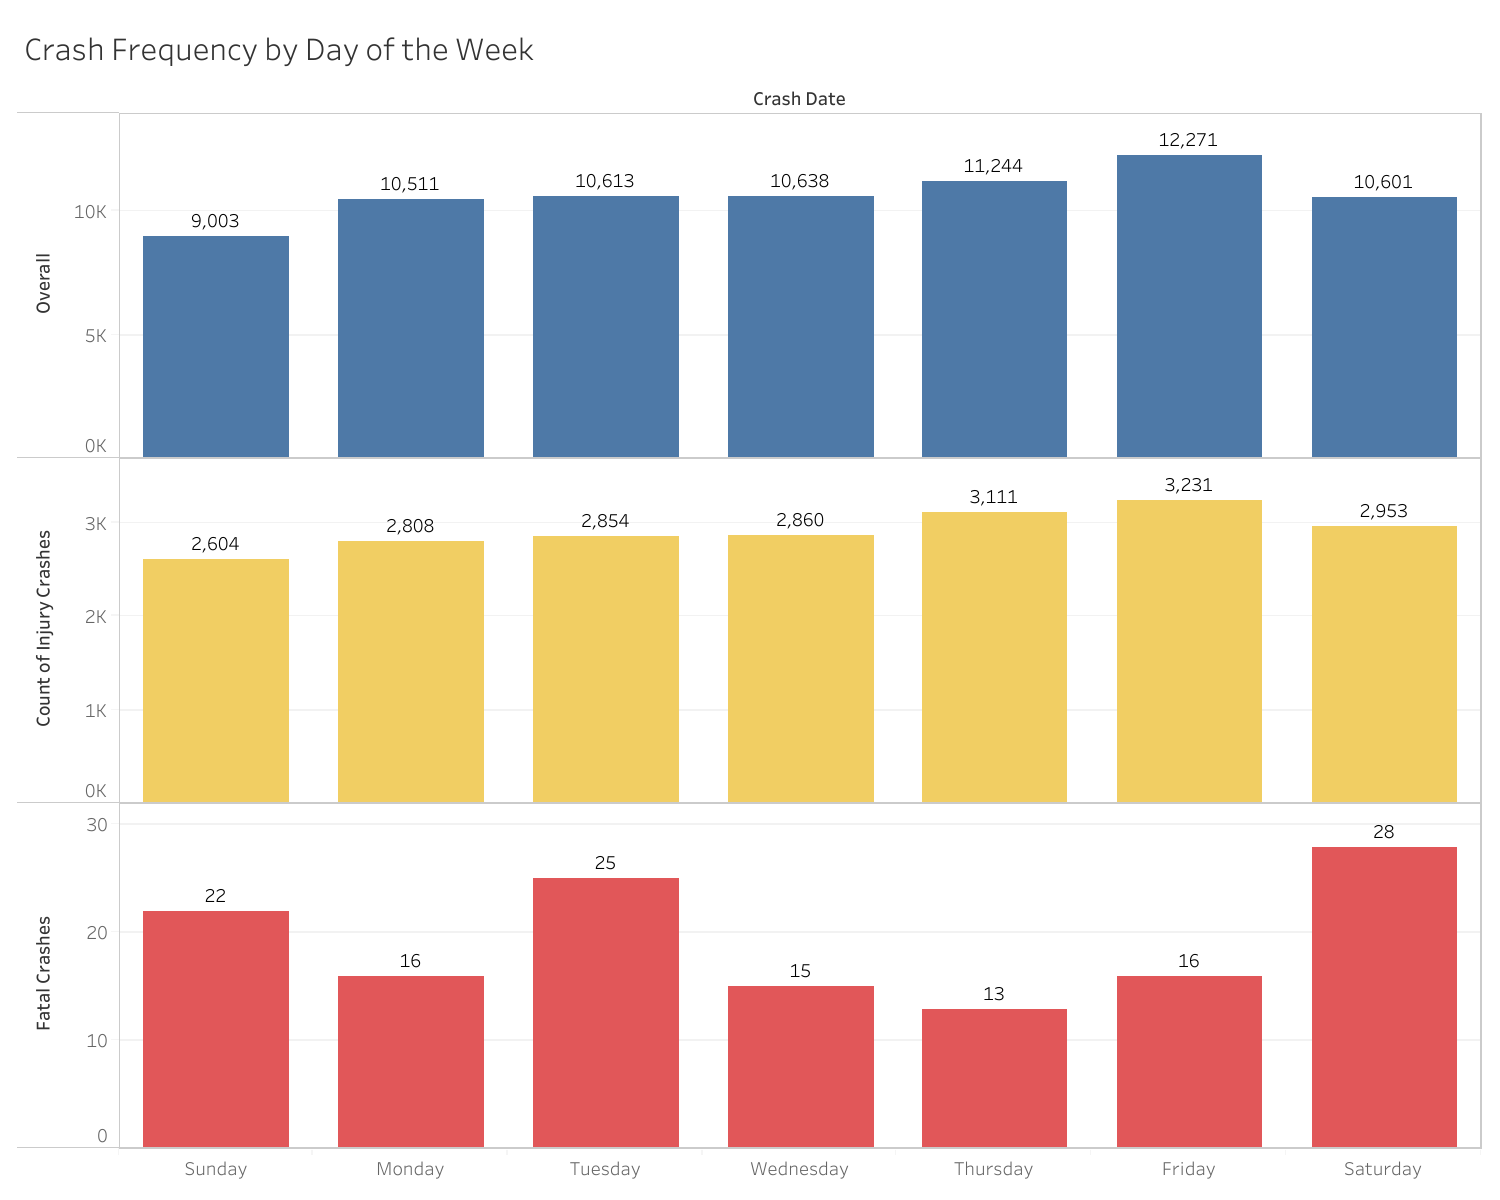 Crash Frequency by Day of the Week
Crash Date
Overall
10K
5K
0K
9,003
10,511
10,613
10,638
11,244
12,271
10,601
Count of Injury Crashes
3K
2K
1K
0K
2,604
2,808
2,854
2,860
3,111
3,231
2,953
Fatal Crashes
30
20
10
0
22
16
25
15
13
16
28
Sunday
Monday
Tuesday
Wednesday
Thursday
Friday
Saturday